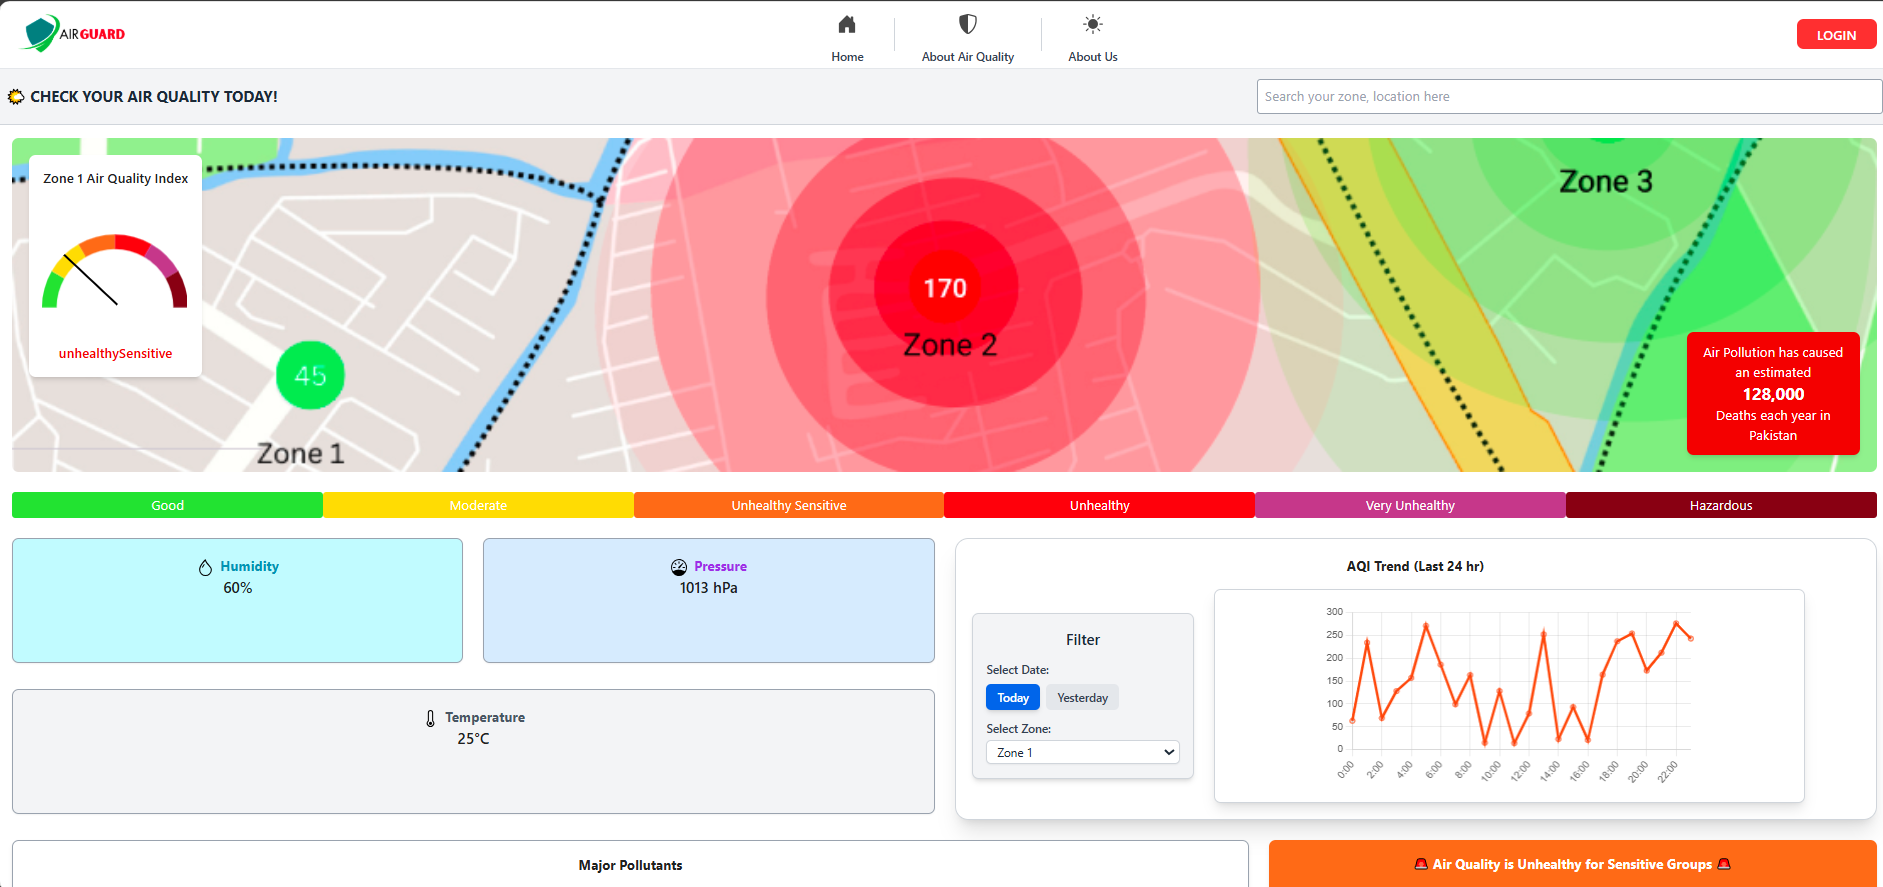 AIRGUARD
Home
About Air Quality
About Us
LOGIN
CHECK YOUR AIR QUALITY TODAY!
Search your zone, location here
Zone 1 Air Quality Index
unhealthySensitive
45
Zone 1
170
Zone 2
Zone 3
Air Pollution has caused
an estimated
128,000
Deaths each year in
Pakistan
Good
Moderate
Unhealthy Sensitive
Unhealthy
Very Unhealthy
Hazardous
Humidity
60%
Pressure
1013 hPa
Temperature
25°C
AQI Trend (Last 24 hr)
Filter
Select Date:
Today
Yesterday
Select Zone:
Zone 1
300
250
200
150
100
50
0
0:00
2:00
4:00
6:00
8:00
10:00
12:00
14:00
16:00
18:00
20:00
22:00
Major Pollutants
Air Quality is Unhealthy for Sensitive Groups